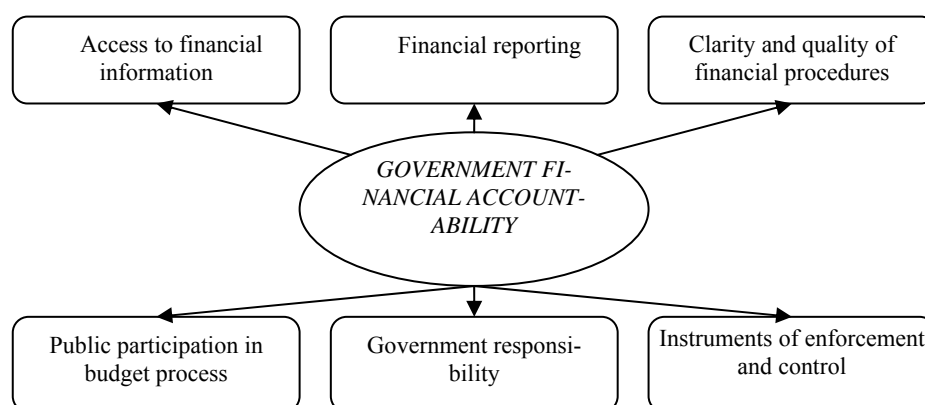 Access to financial
information
Financial reporting
Clarity and quality of
financial procedures
GOVERNMENT FI-
NANCIAL ACCOUNT-
ABILITY
Public participation in
budget process
Government responsi-
bility
Instruments of enforcement
and control